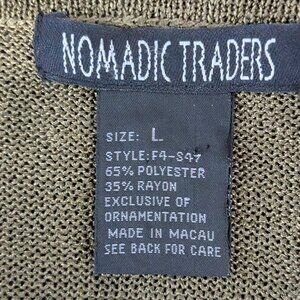 NOMADIC TRADERS
SIZE: L
STYLE: F4-S47
65% POLYESTER
35% RAYON
EXCLUSIVE OF
ORNAMENTATION
MADE IN MACAU
SEE BACK FOR CARE